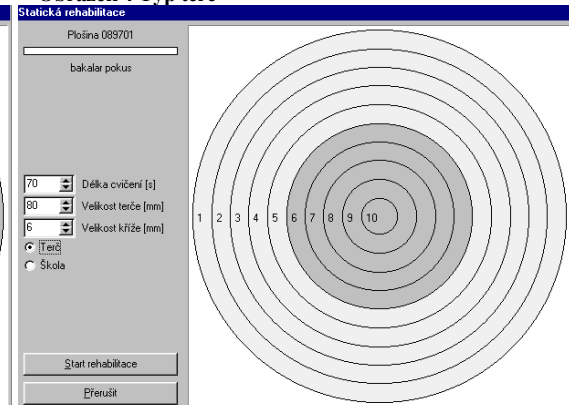 Statická rehabilitace
Plošina 089701
bakalar pokus
70 Délka cvičení [s]
80 Velikost terče [mm]
6 Velikost kříže [mm]
Terč
Škola
Start rehabilitace
Přerušit
1 2 3 4 5 6 7 8 9 10